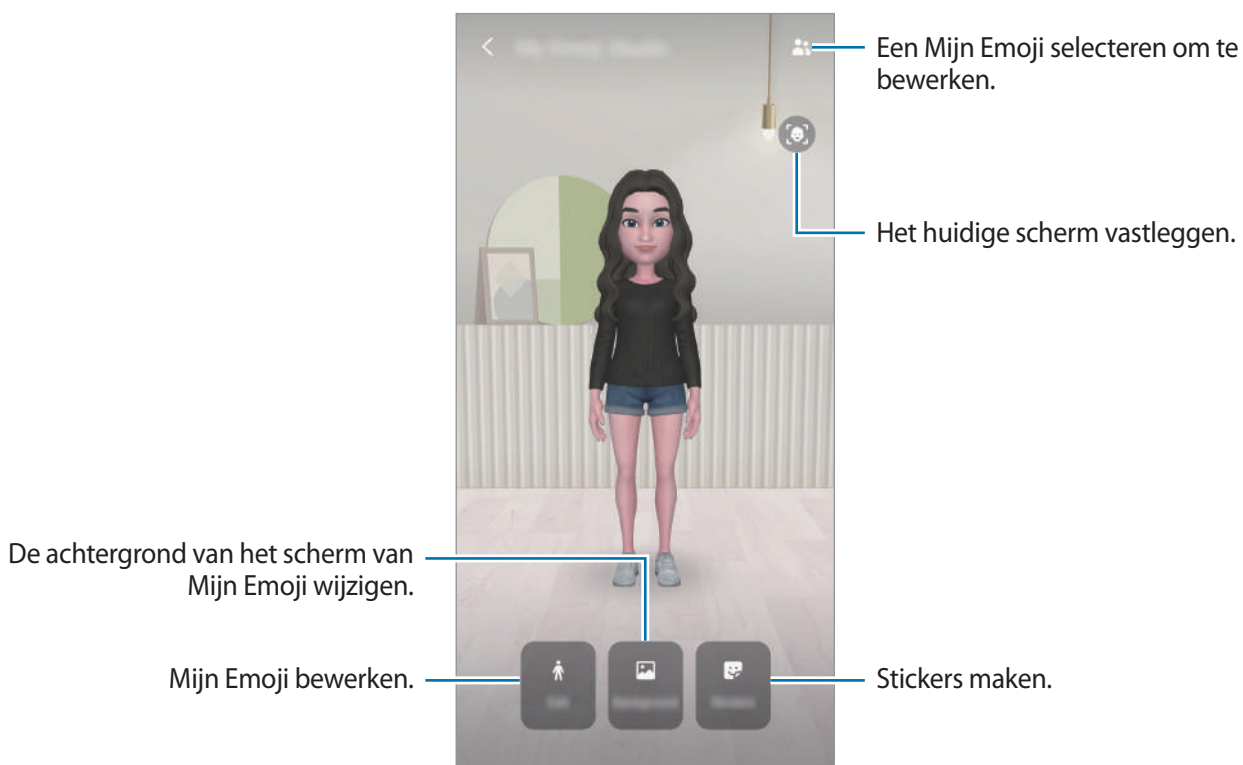 Een Mijn Emoji selecteren om te
bewerken.
Het huidige scherm vastleggen.
De achtergrond van het scherm van
Mijn Emoji wijzigen.
Mijn Emoji bewerken.
Stickers maken.